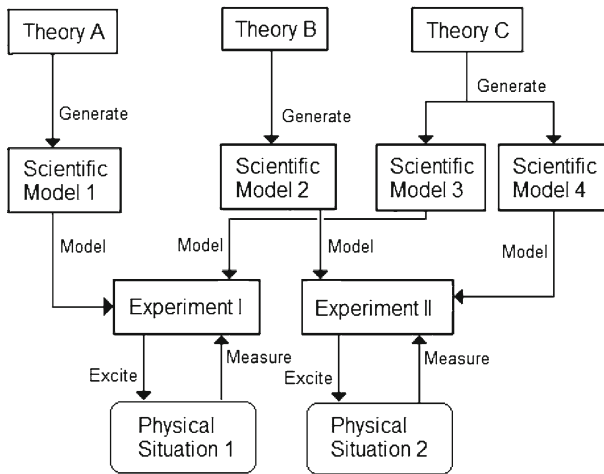 Theory A
Theory B
Theory C
Generate
Generate
Generate
Scientific
Model 1
Scientific
Model 2
Scientific
Model 3
Scientific
Model 4
Model
Model
Model
Model
Experiment I
Experiment II
Excite
Measure
Excite
Measure
Physical
Situation 1
Physical
Situation 2